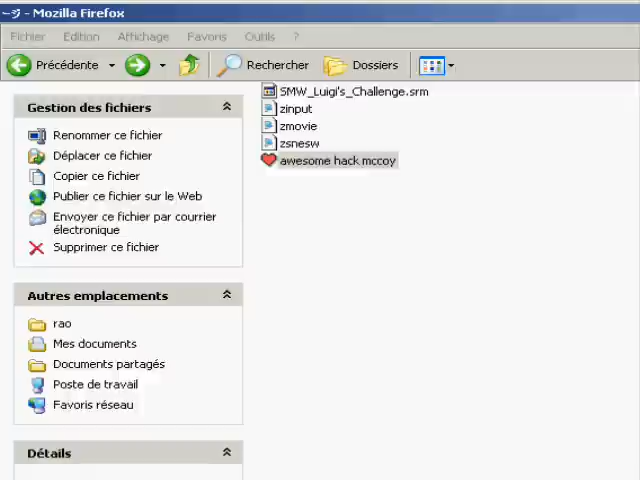 ージ - Mozilla Firefox
Fichier Edition Affichage Favoris Outils ?
Précédente Rechercher Dossiers
Gestion des fichiers
Renommer ce fichier
Déplacer ce fichier
Copier ce fichier
Publier ce fichier sur le Web
Envoyer ce fichier par courrier
électronique
Supprimer ce fichier
Autres emplacements
rao
Mes documents
Documents partagés
Poste de travail
Favoris réseau
Détails
SMW_Luigi's_Challenge.srm
zinput
zmovie
zsnesw
awesome hack mccoy